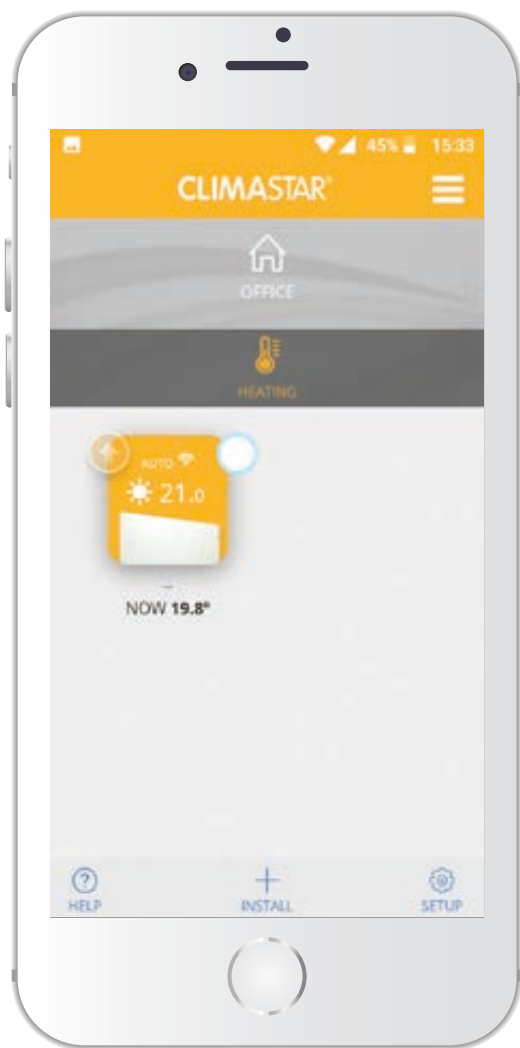 45% 15:33
CLIMASTAR®
OFFICE
HEATING
AUTO
21.0
NOW 19.8°
HELP
INSTALL
SETUP